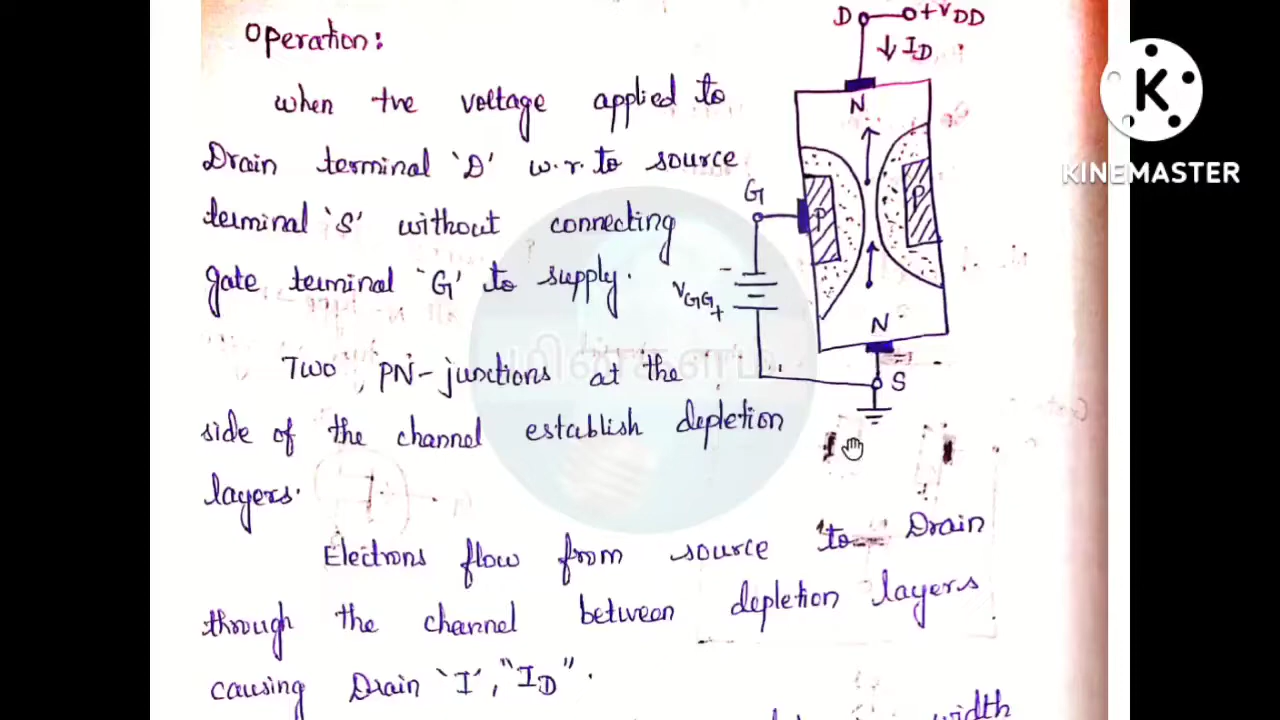 Operation:
when tve voltage applied to
Drain terminal `D' w.r.to source
terminal `S' without connecting
gate terminal `G' to supply.
Two PN-junctions at the
side of the channel establish depletion
layers.
Electrons flow from source to Drain
through the channel between depletion layers
causing Drain `I', "ID".
width
D +VDD
↓ ID
N
G
P
P
-
VGG
+
N
S
K
KINEMASTER